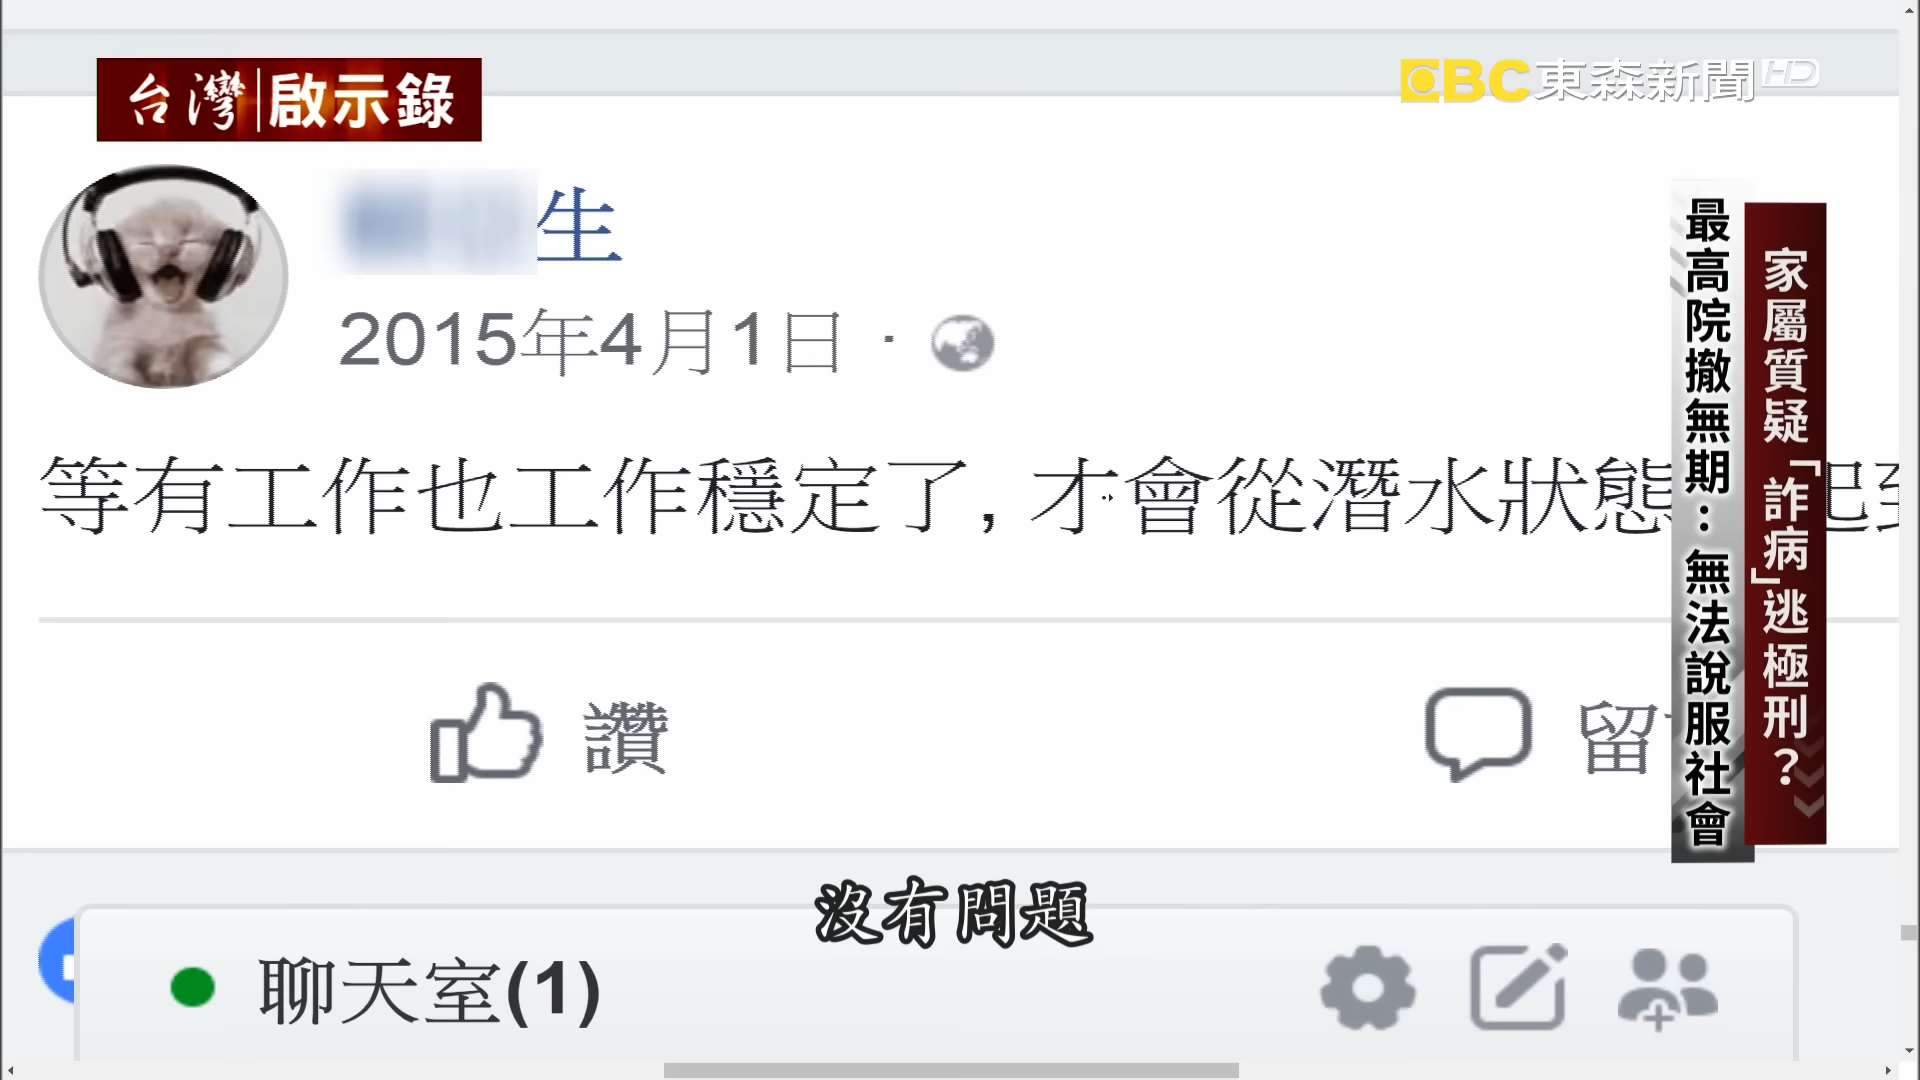 台灣 啟示錄
EBC 東森新聞 HD
生
2015年4月1日 ·
等有工作也工作穩定了, 才會從潛水狀態
家屬質疑「詐病」逃極刑?
最高院撤無期:無法說服社會
讚
留
沒有問題
聊天室(1)